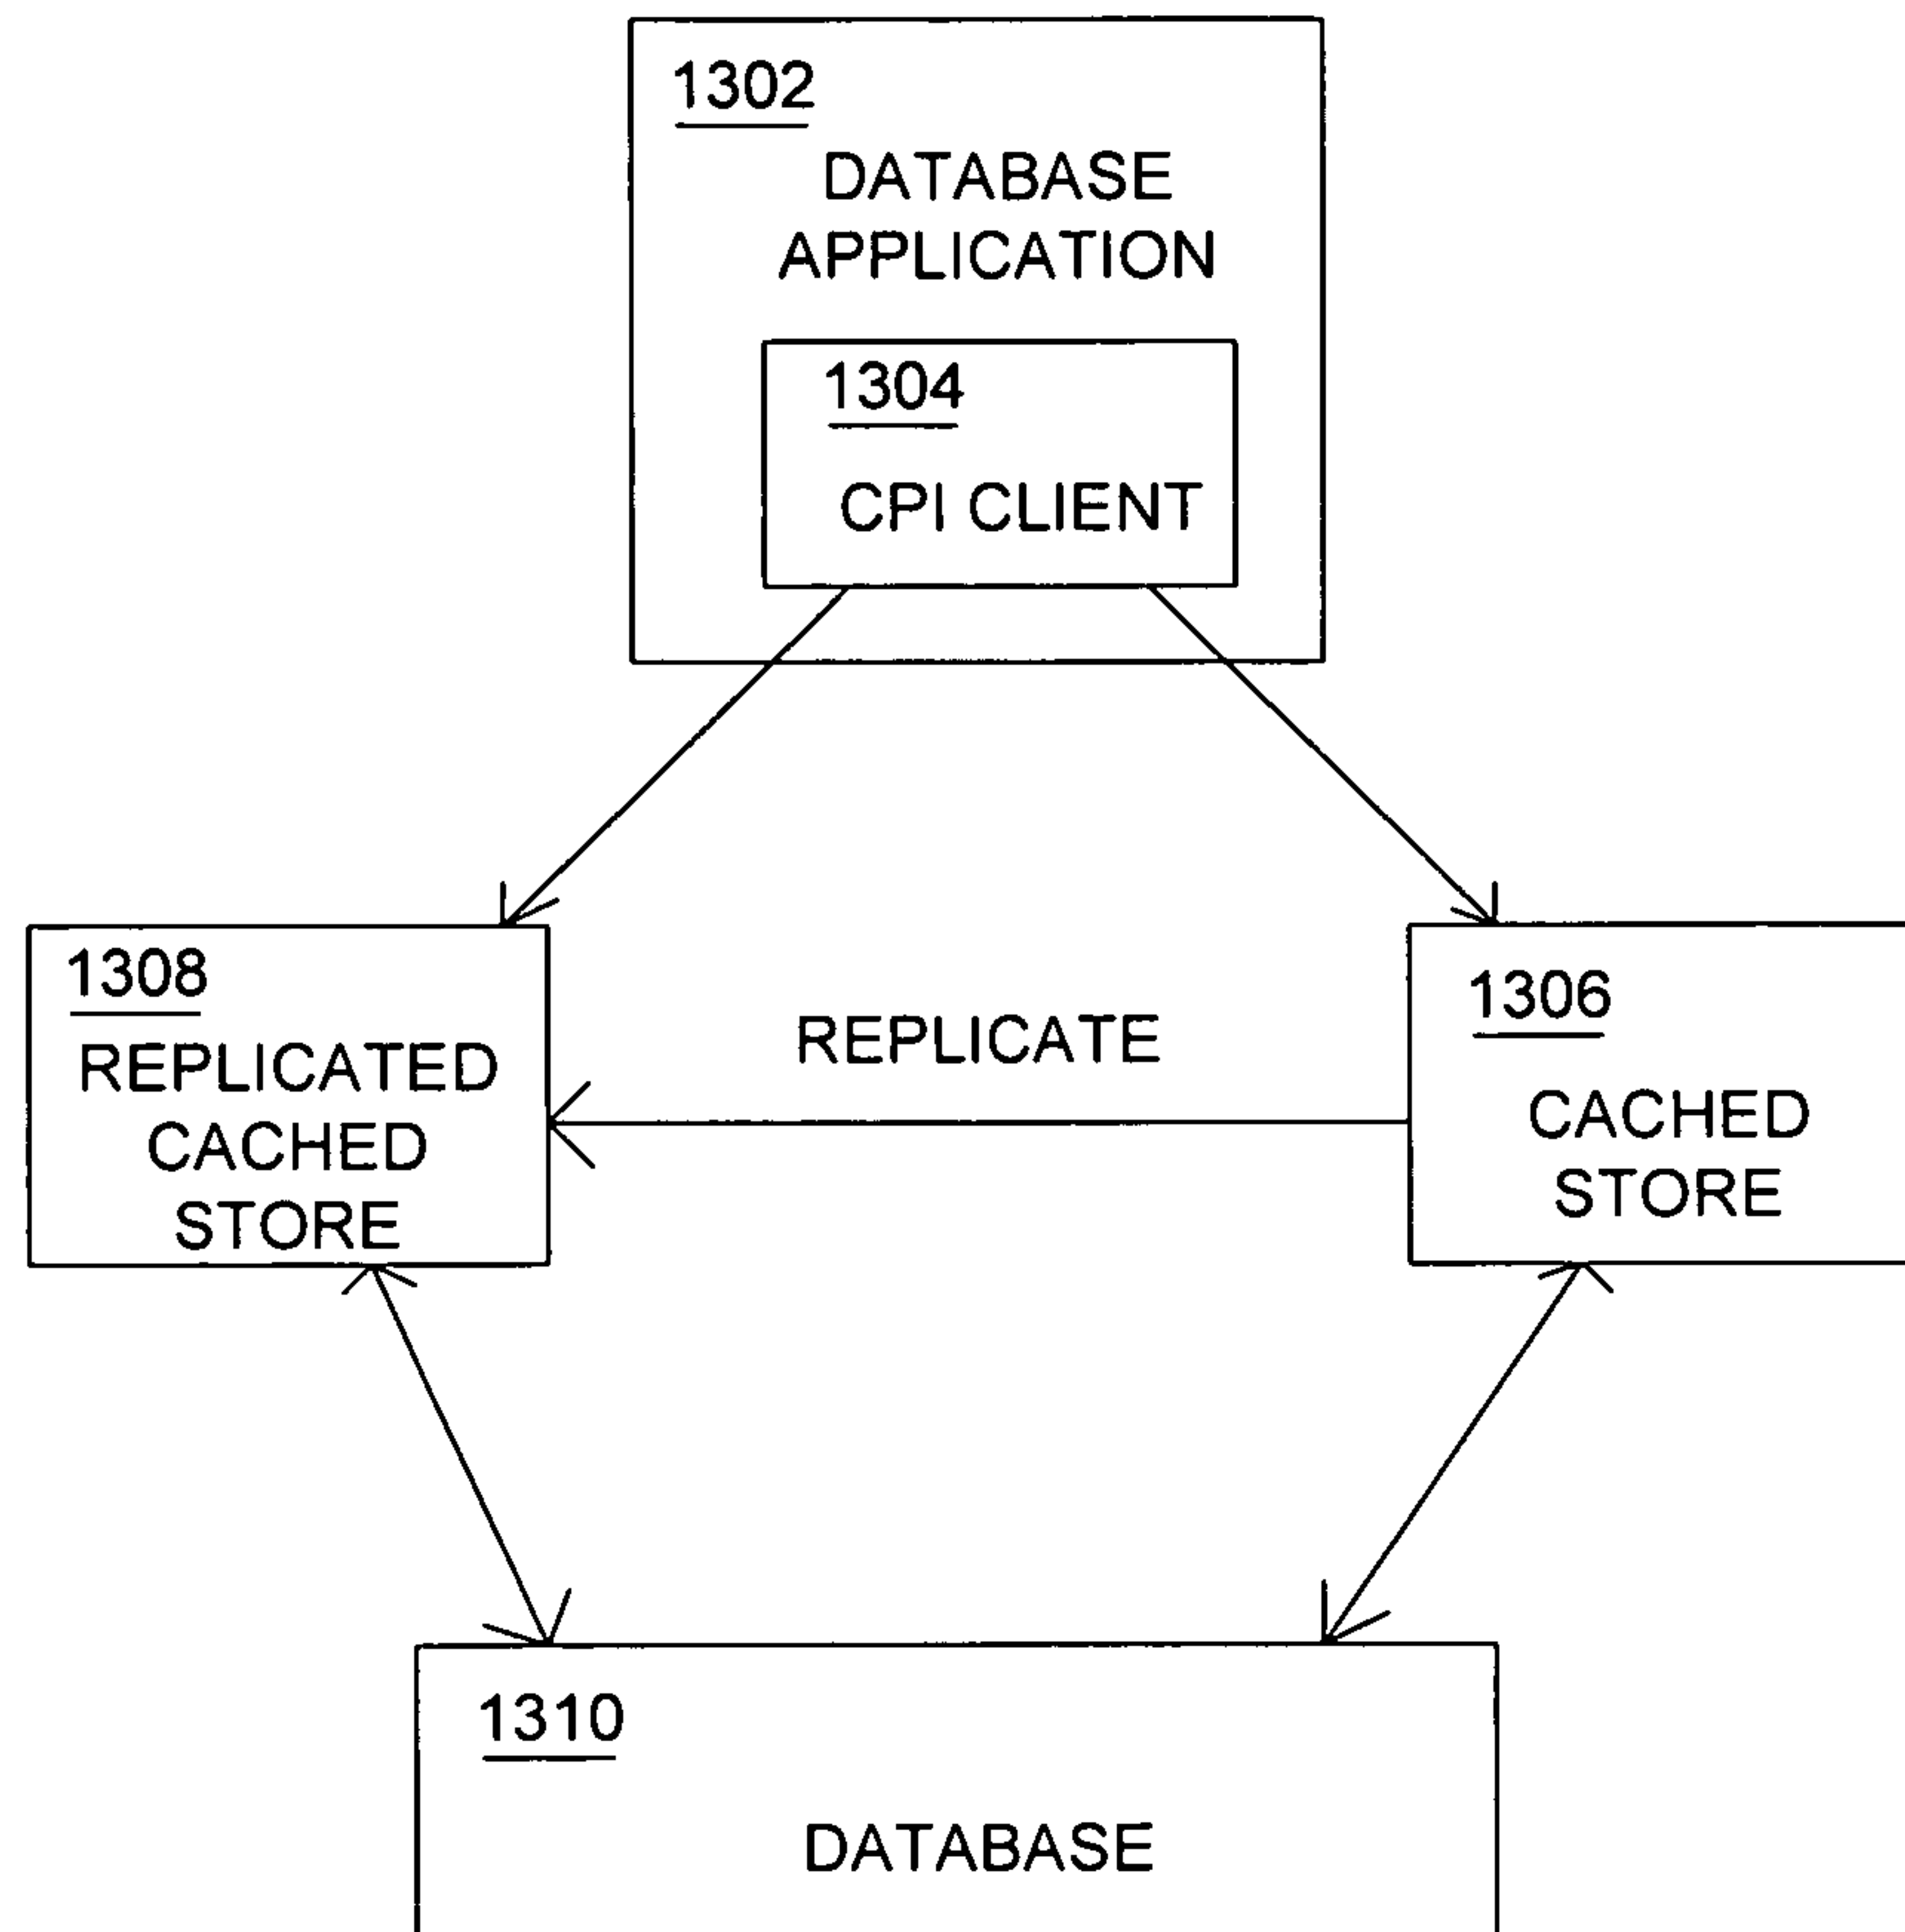 1302
DATABASE
APPLICATION
1304
CPI CLIENT
1308
REPLICATED
CACHED
STORE
REPLICATE
1306
CACHED
STORE
1310
DATABASE